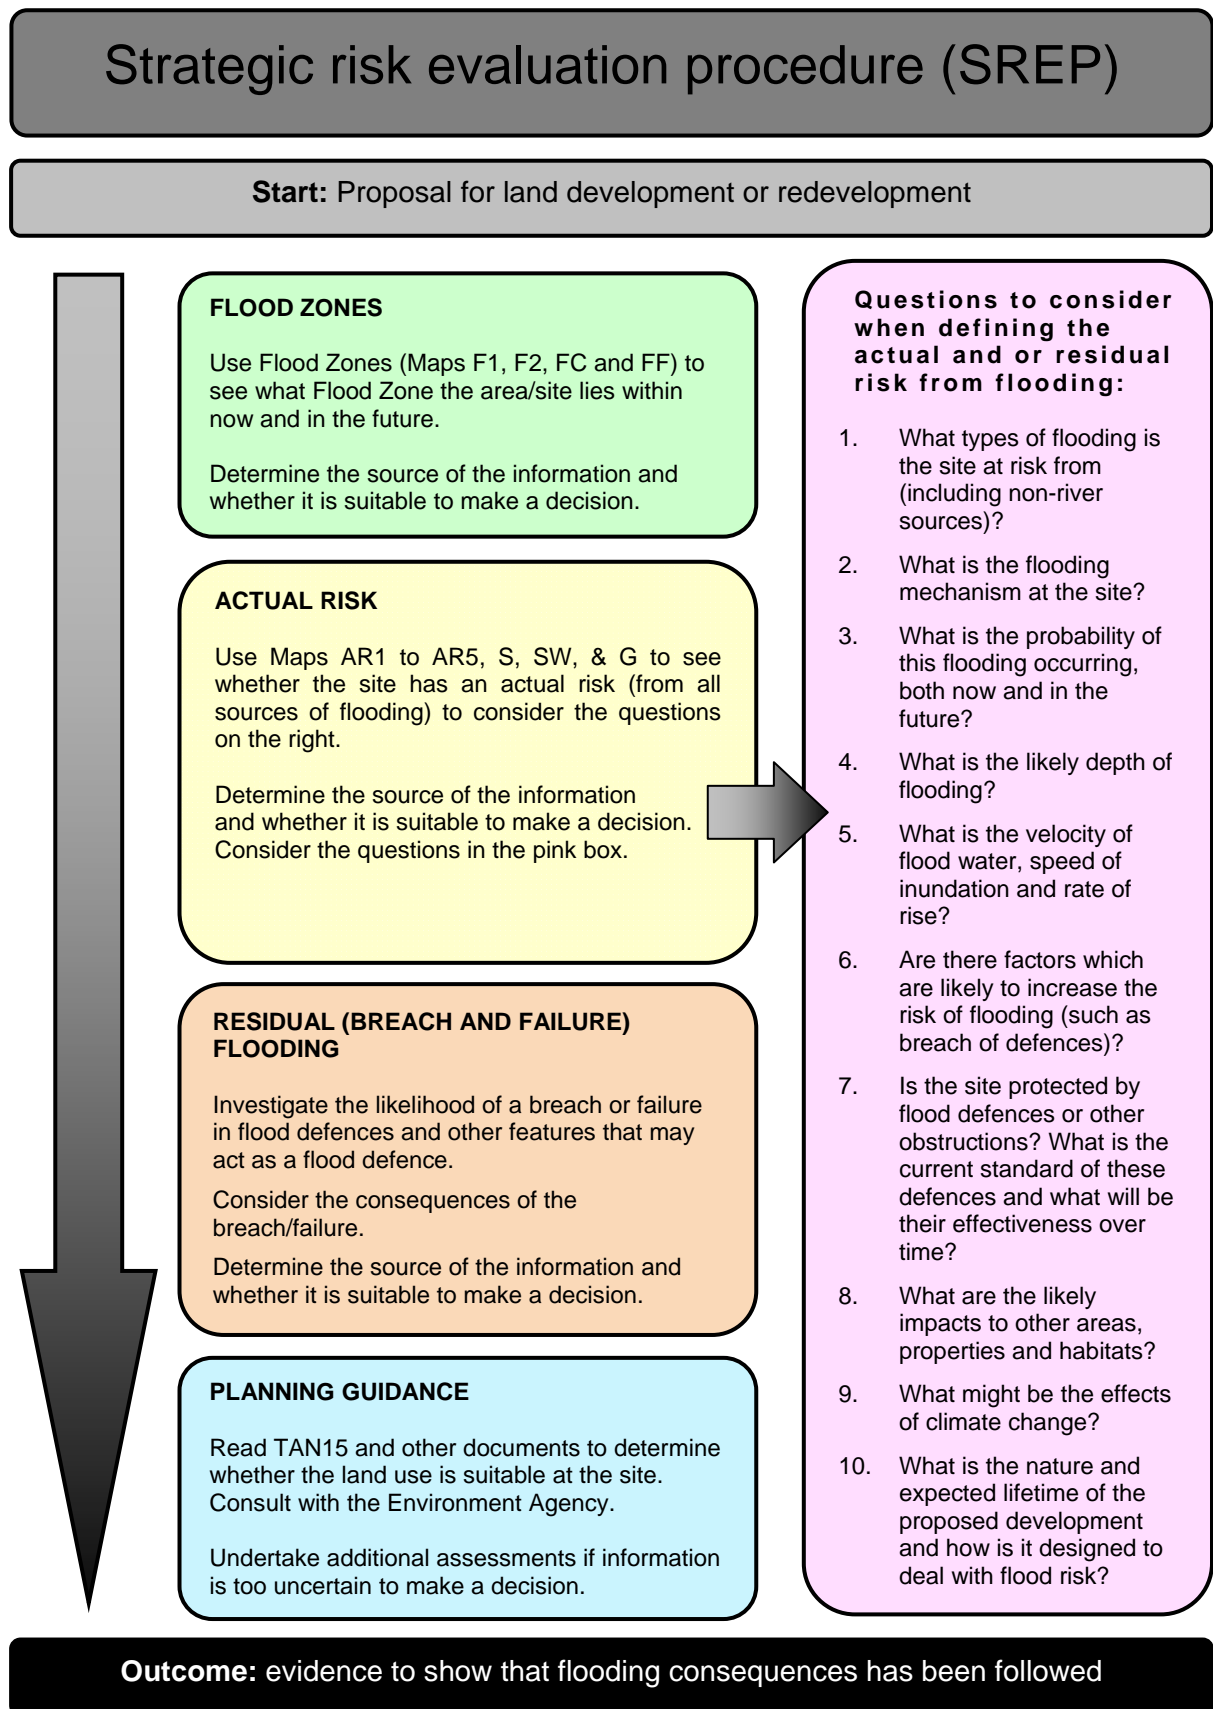 Strategic risk evaluation procedure (SREP)
Start: Proposal for land development or redevelopment
FLOOD ZONES
Use Flood Zones (Maps F1, F2, FC and FF) to
see what Flood Zone the area/site lies within
now and in the future.
Determine the source of the information and
whether it is suitable to make a decision.
ACTUAL RISK
Use Maps AR1 to AR5, S, SW, & G to see
whether the site has an actual risk (from all
sources of flooding) to consider the questions
on the right.
Determine the source of the information
and whether it is suitable to make a decision.
Consider the questions in the pink box.
RESIDUAL (BREACH AND FAILURE)
FLOODING
Investigate the likelihood of a breach or failure
in flood defences and other features that may
act as a flood defence.
Consider the consequences of the
breach/failure.
Determine the source of the information and
whether it is suitable to make a decision.
PLANNING GUIDANCE
Read TAN15 and other documents to determine
whether the land use is suitable at the site.
Consult with the Environment Agency.
Undertake additional assessments if information
is too uncertain to make a decision.
Questions to consider
when defining the
actual and or residual
risk from flooding:
1. What types of flooding is
the site at risk from
(including non-river
sources)?
2. What is the flooding
mechanism at the site?
3. What is the probability of
this flooding occurring,
both now and in the
future?
4. What is the likely depth of
flooding?
5. What is the velocity of
flood water, speed of
inundation and rate of
rise?
6. Are there factors which
are likely to increase the
risk of flooding (such as
breach of defences)?
7. Is the site protected by
flood defences or other
obstructions? What is the
current standard of these
defences and what will be
their effectiveness over
time?
8. What are the likely
impacts to other areas,
properties and habitats?
9. What might be the effects
of climate change?
10. What is the nature and
expected lifetime of the
proposed development
and how is it designed to
deal with flood risk?
Outcome: evidence to show that flooding consequences has been followed